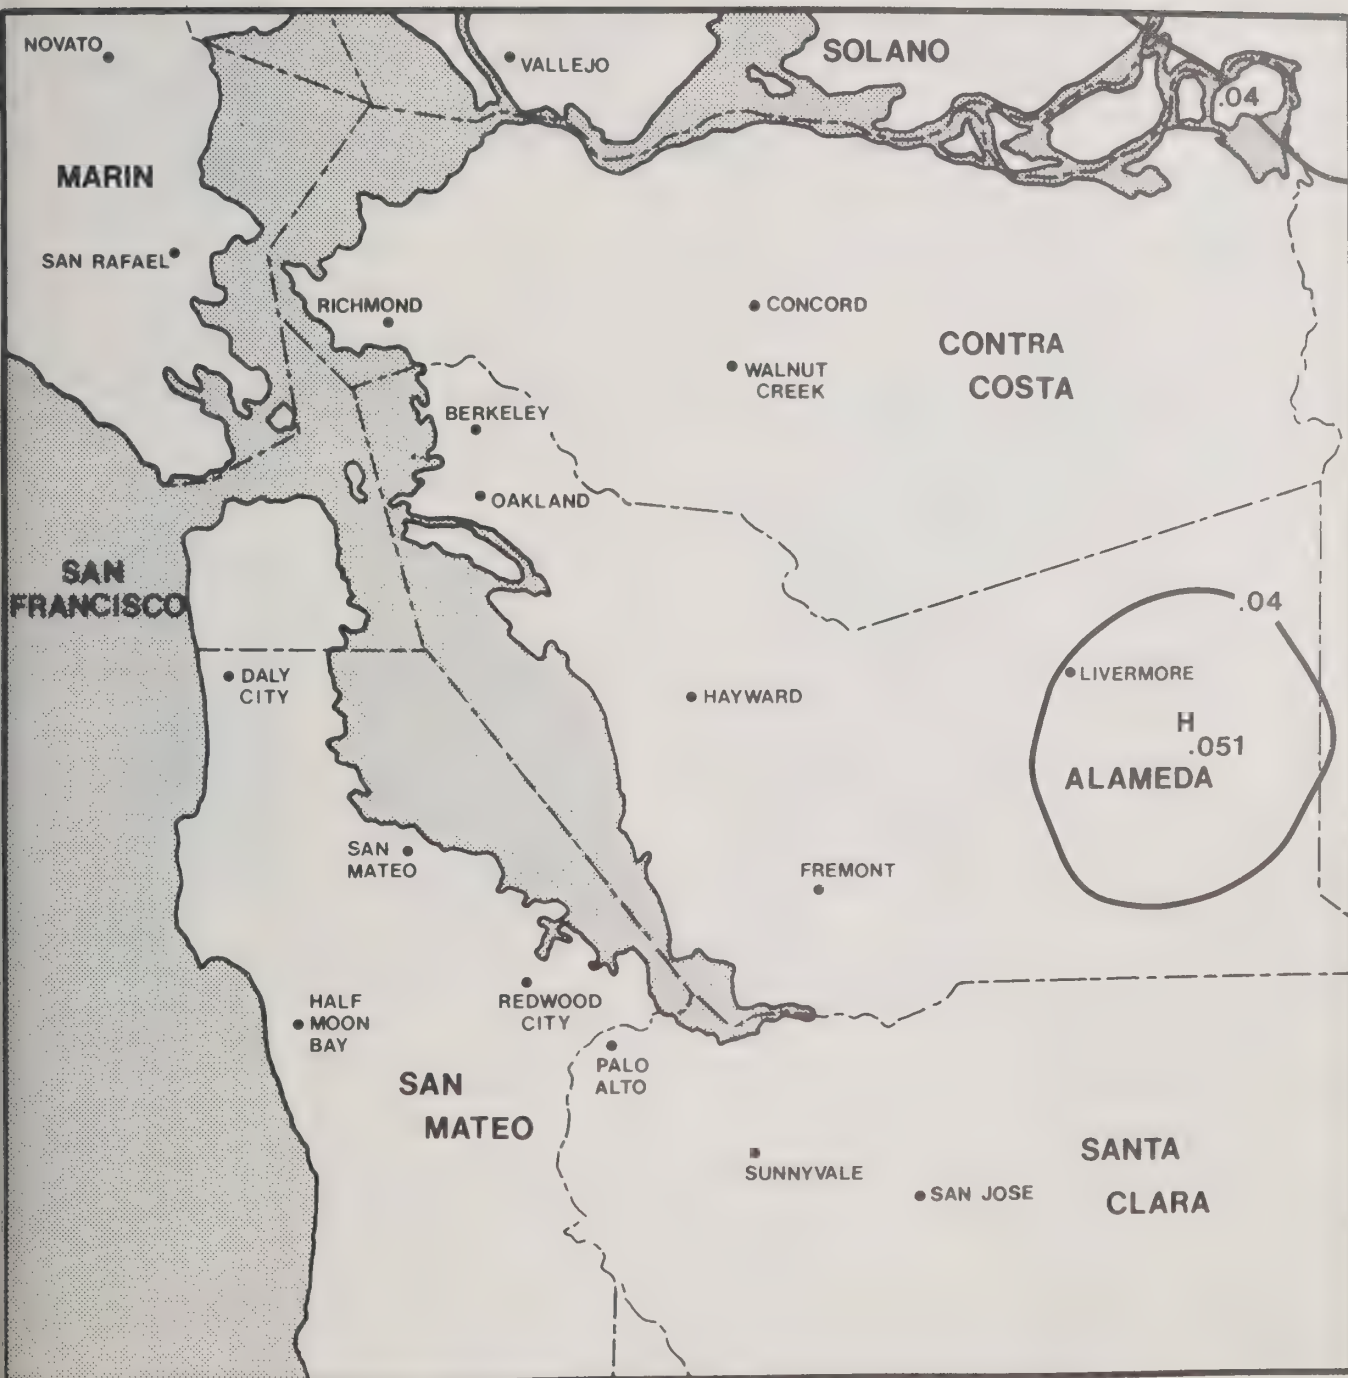 NOVATO
VALLEJO
SOLANO
.04
MARIN
SAN RAFAEL
RICHMOND
CONCORD
CONTRA
COSTA
WALNUT
CREEK
BERKELEY
OAKLAND
SAN
FRANCISCO
.04
DALY
CITY
HAYWARD
LIVERMORE
H
.051
ALAMEDA
SAN
MATEO
FREMONT
HALF
MOON
BAY
REDWOOD
CITY
PALO
ALTO
SAN
MATEO
SUNNYVALE
SAN JOSE
SANTA
CLARA